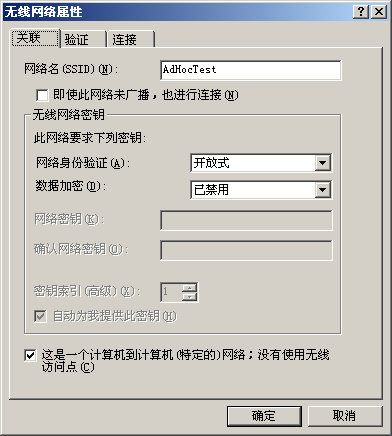 无线网络属性
关联 验证 连接
网络名(SSID)(N): AdHocTest
即使此网络未广播，也进行连接(N)
无线网络密钥
此网络要求下列密钥:
网络身份验证(A): 开放式
数据加密(D): 已禁用
网络密钥(K):
确认网络密钥(O):
密钥索引(高级)(X): 1
自动为我提供此密钥(H)
这是一个计算机到计算机(特定的)网络；没有使用无线
访问点(C)
确定 取消